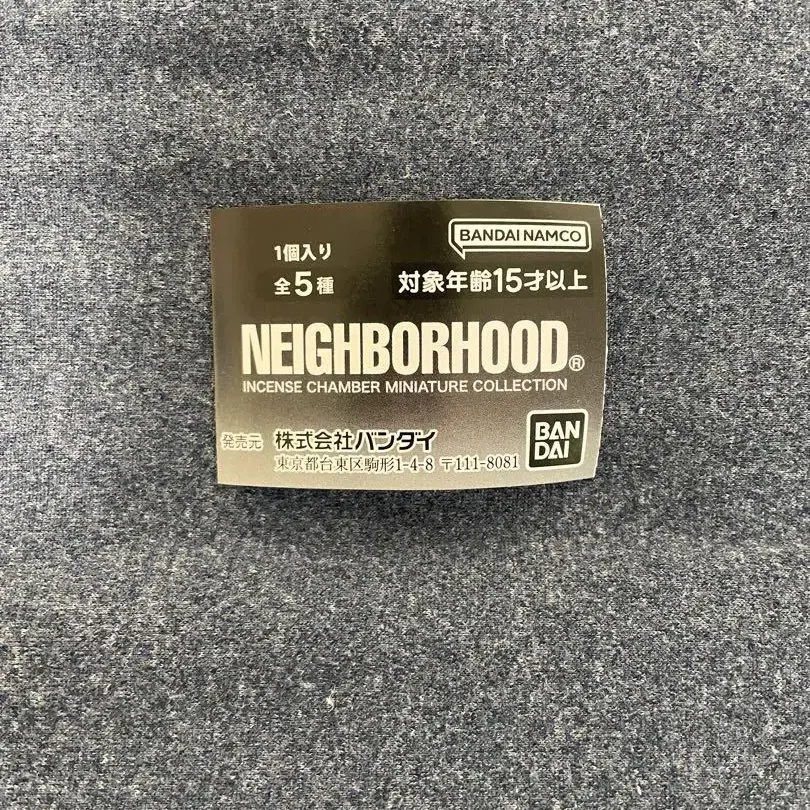 BANDAI NAMCO
1個入り
全5種
対象年齢15才以上
NEIGHBORHOOD®
INCENSE CHAMBER MINIATURE COLLECTION
発売元 株式会社バンダイ
東京都台東区駒形1-4-8 〒111-8081
BAN
DAI